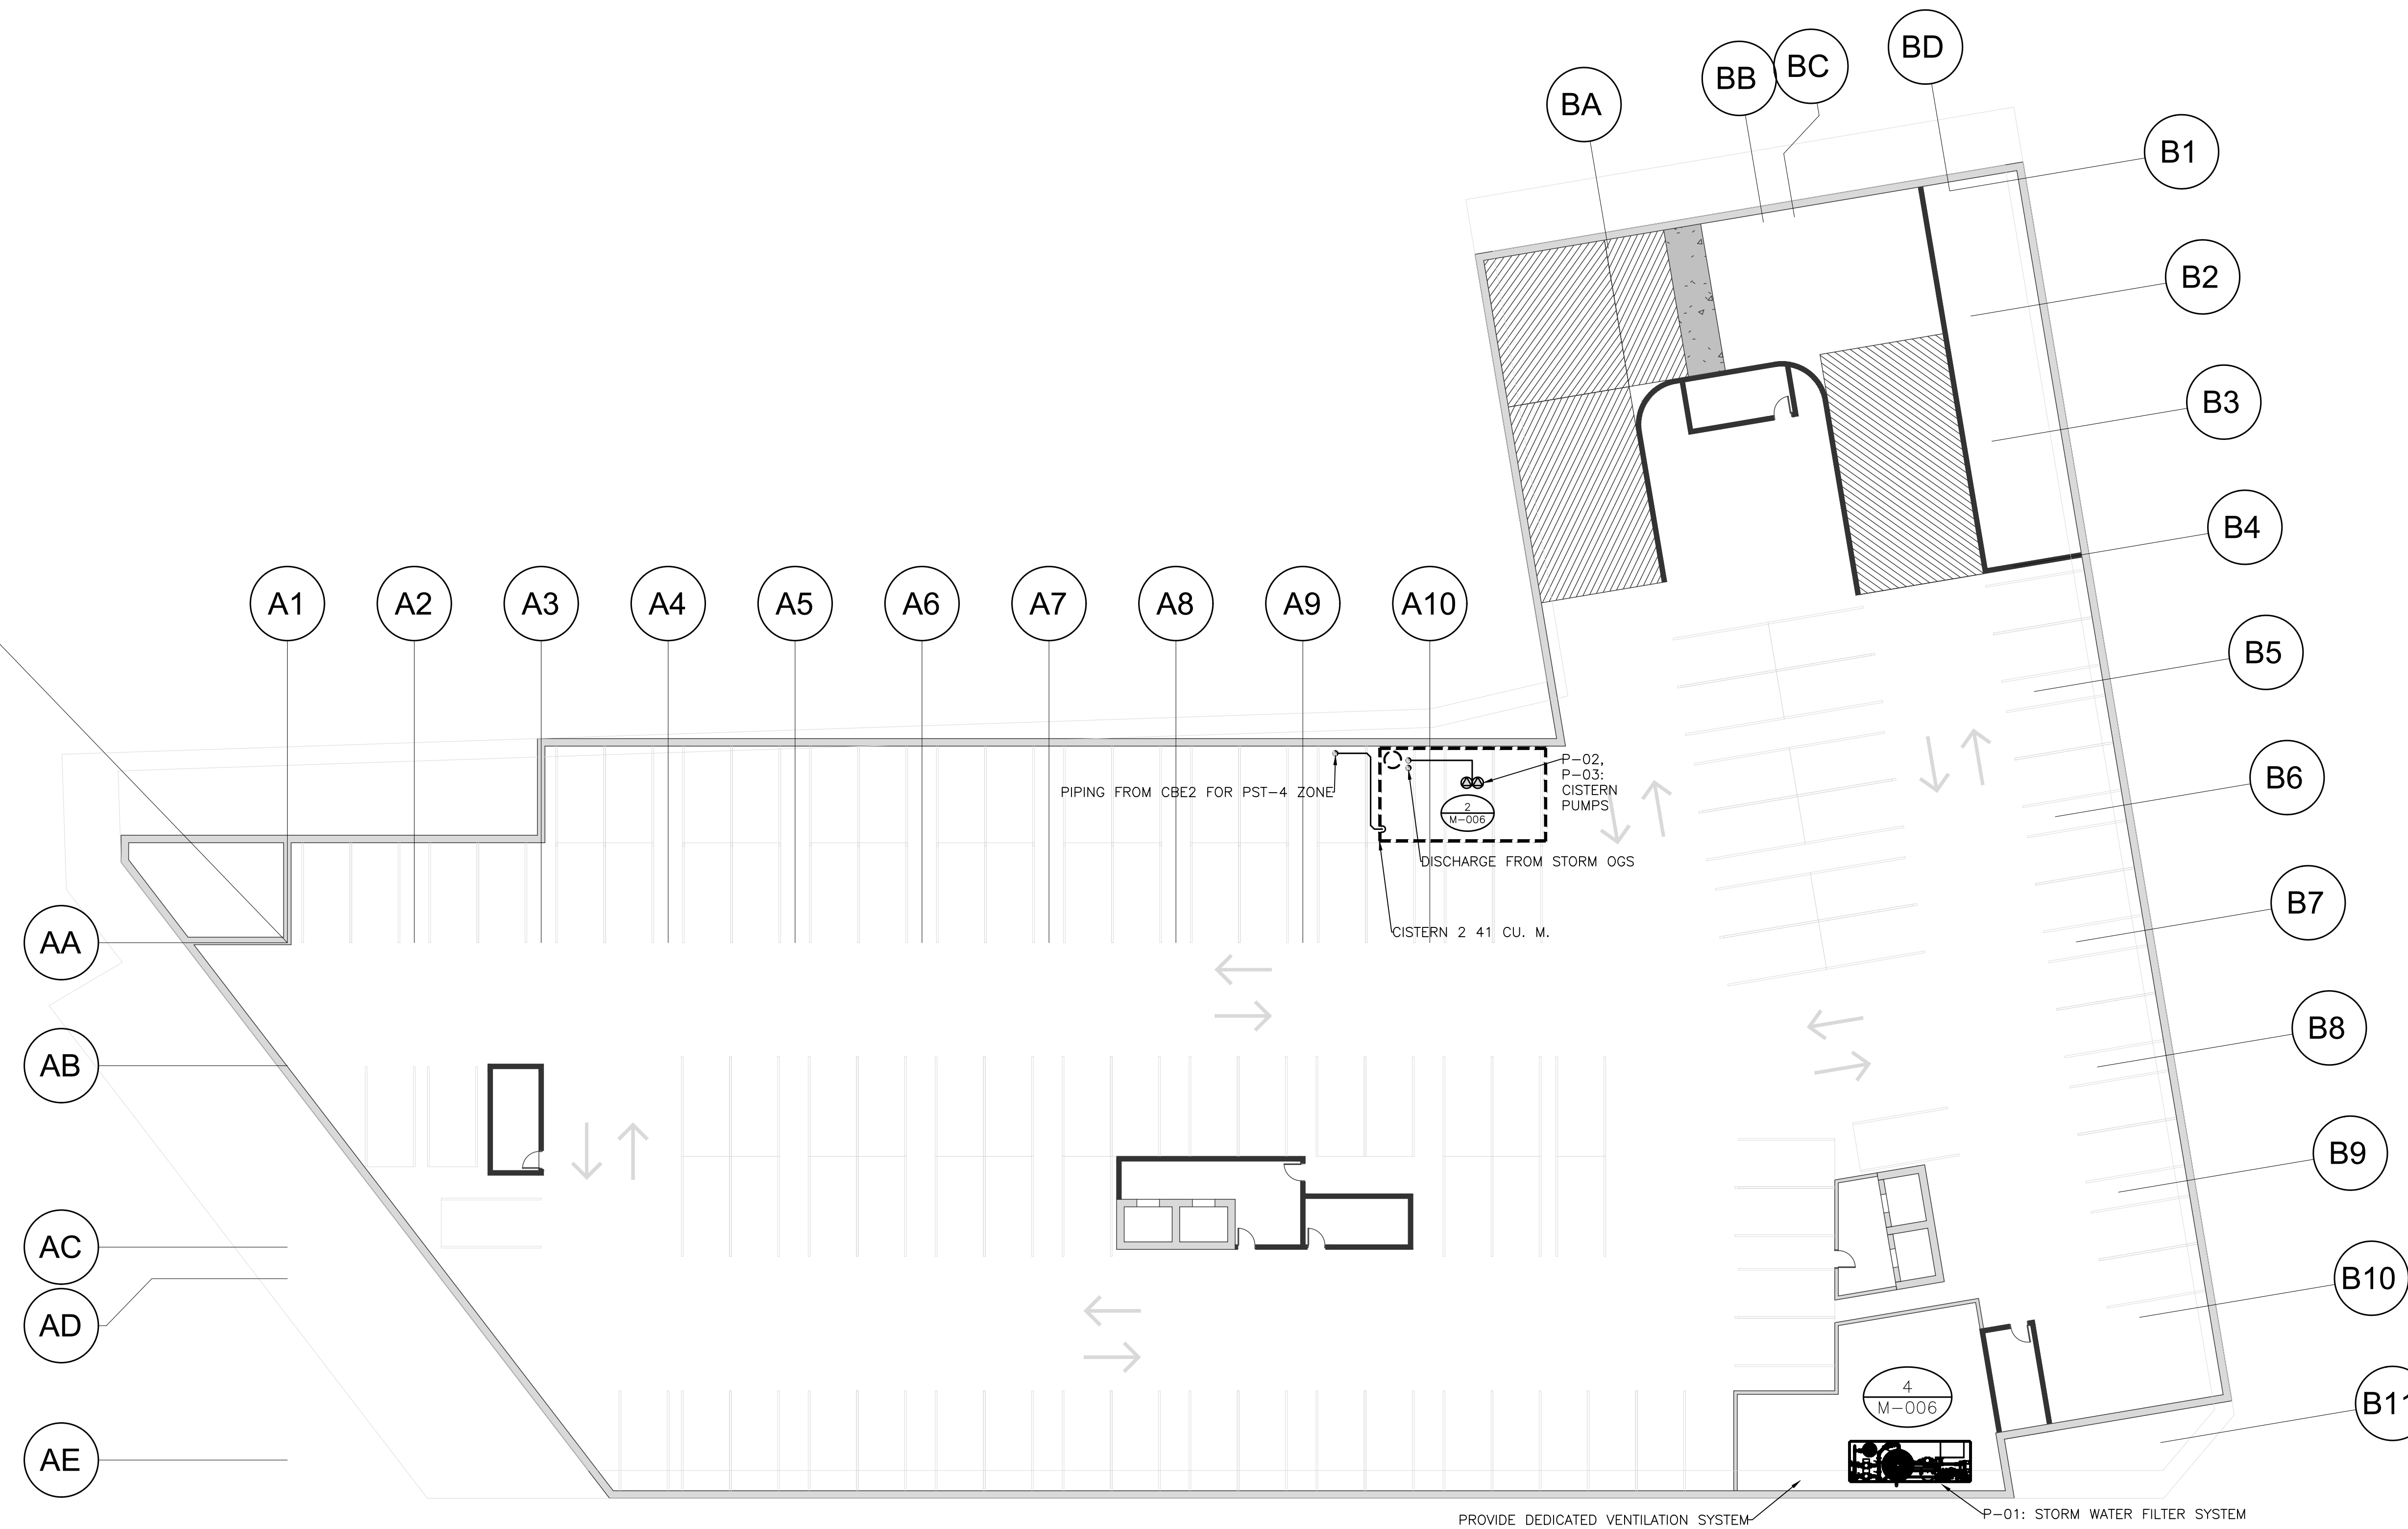 BA
BB
BC
BD
B1
B2
B3
B4
B5
B6
B7
B8
B9
B10
B11
A1
A2
A3
A4
A5
A6
A7
A8
A9
A10
AA
AB
AC
AD
AE
PIPING FROM CBE2 FOR PST-4 ZONE
2
M-006
P-02,
P-03:
CISTERN
PUMPS
DISCHARGE FROM STORM OGS
CISTERN 2 41 CU. M.
4
M-006
PROVIDE DEDICATED VENTILATION SYSTEM
P-01: STORM WATER FILTER SYSTEM